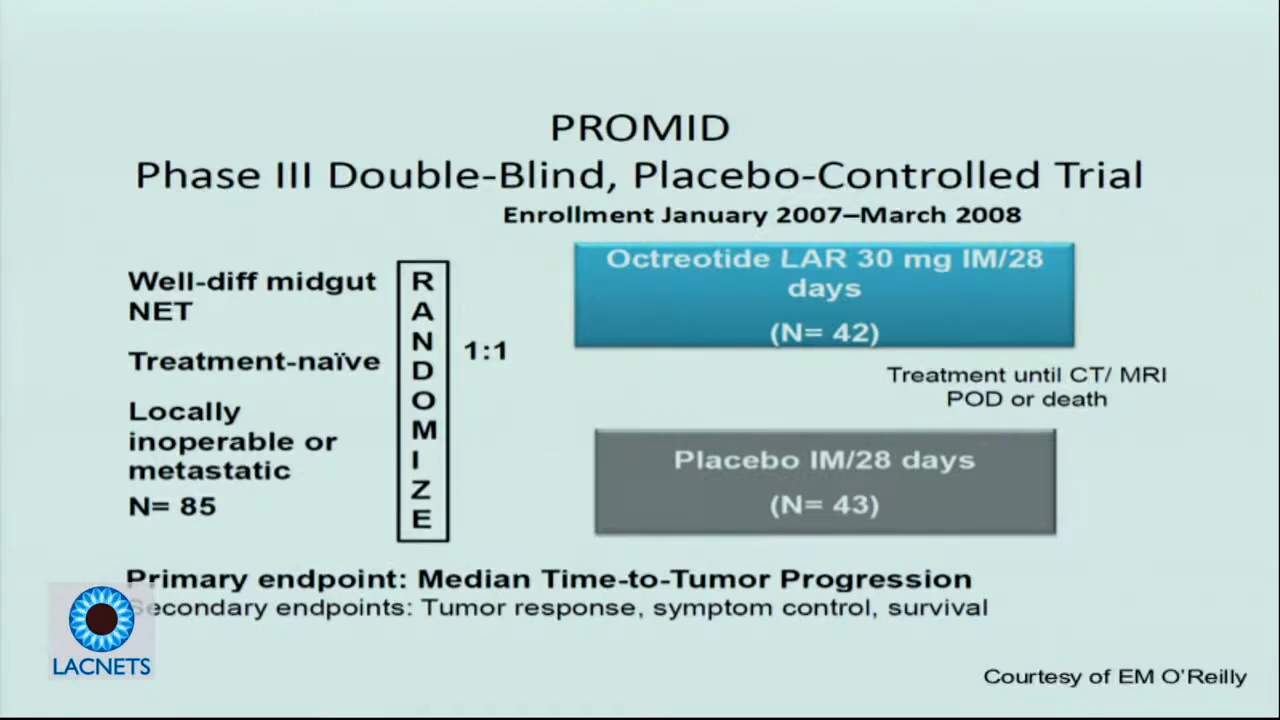 PROMID
Phase III Double-Blind, Placebo-Controlled Trial
Enrollment January 2007–March 2008
Well-diff midgut
NET
Treatment-naïve
Locally
inoperable or
metastatic
N= 85
R
A
N
D
O
M
I
Z
E
1:1
Octreotide LAR 30 mg IM/28
days
(N= 42)
Treatment until CT/ MRI
POD or death
Placebo IM/28 days
(N= 43)
Primary endpoint: Median Time-to-Tumor Progression
Secondary endpoints: Tumor response, symptom control, survival
LACNETS
Courtesy of EM O'Reilly